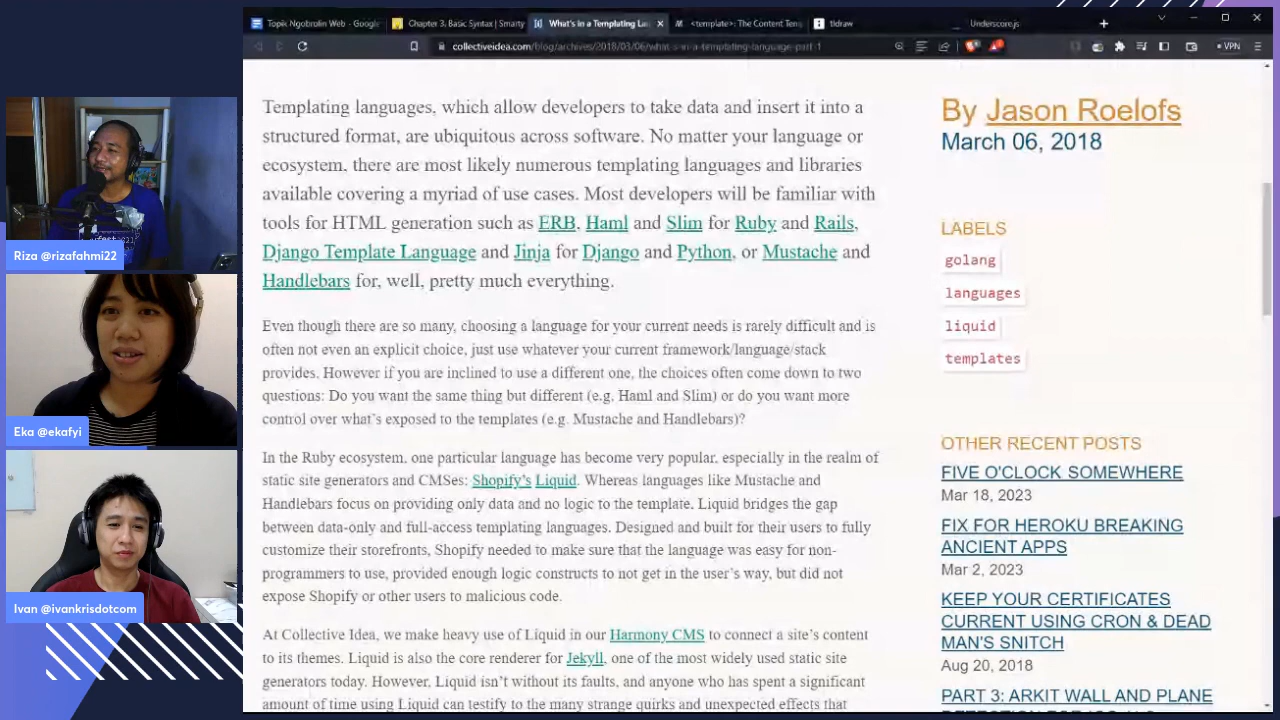 Topik Ngobrolin Web - Google
Chapter 3. Basic Syntax | Smarty
What's in a Templating La
<template>: The Content Tem
tldraw
Underscore.js
collectiveidea.com/blog/archives/2018/03/06/what-s-in-a-templating-language-part-1
VPN
Templating languages, which allow developers to take data and insert it into a
structured format, are ubiquitous across software. No matter your language or
ecosystem, there are most likely numerous templating languages and libraries
available covering a myriad of use cases. Most developers will be familiar with
tools for HTML generation such as ERB, Haml and Slim for Ruby and Rails,
Django Template Language and Jinja for Django and Python, or Mustache and
Handlebars for, well, pretty much everything.
Even though there are so many, choosing a language for your current needs is rarely difficult and is
often not even an explicit choice, just use whatever your current framework/language/stack
provides. However if you are inclined to use a different one, the choices often come down to two
questions: Do you want the same thing but different (e.g. Haml and Slim) or do you want more
control over what's exposed to the templates (e.g. Mustache and Handlebars)?
In the Ruby ecosystem, one particular language has become very popular, especially in the realm of
static site generators and CMSes: Shopify's Liquid. Whereas languages like Mustache and
Handlebars focus on providing only data and no logic to the template, Liquid bridges the gap
between data-only and full-access templating languages. Designed and built for their users to fully
customize their storefronts, Shopify needed to make sure that the language was easy for non-
programmers to use, provided enough logic constructs to not get in the user's way, but did not
expose Shopify or other users to malicious code.
At Collective Idea, we make heavy use of Liquid in our Harmony CMS to connect a site's content
to its themes. Liquid is also the core renderer for Jekyll, one of the most widely used static site
generators today. However, Liquid isn't without its faults, and anyone who has spent a significant
amount of time using Liquid can testify to the many strange quirks and unexpected effects that
By Jason Roelofs
March 06, 2018
LABELS
golang
languages
liquid
templates
OTHER RECENT POSTS
FIVE O'CLOCK SOMEWHERE
Mar 18, 2023
FIX FOR HEROKU BREAKING
ANCIENT APPS
Mar 2, 2023
KEEP YOUR CERTIFICATES
CURRENT USING CRON & DEAD
MAN'S SNITCH
Aug 20, 2018
PART 3: ARKIT WALL AND PLANE
Riza @rizafahmi22
Eka @ekafyi
Ivan @ivankrisdotcom